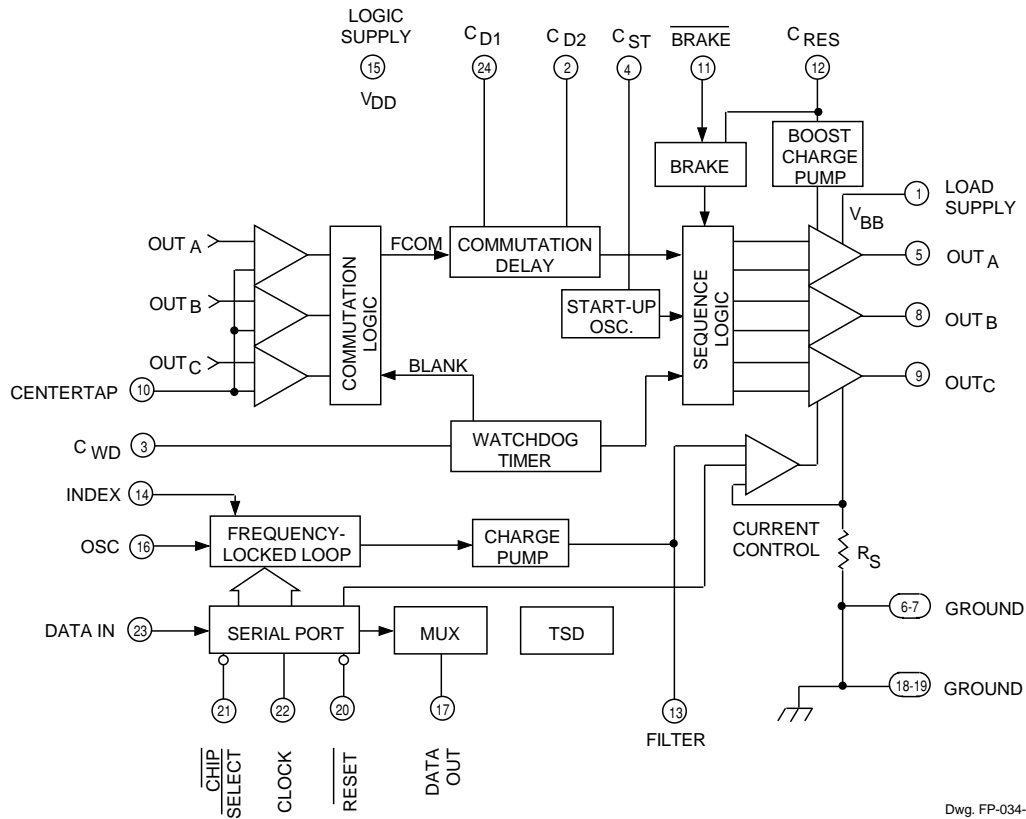 LOGIC
SUPPLY
15
VDD
C D1
24
C D2
2
C ST
4
BRAKE
11
C RES
12
BRAKE
BOOST
CHARGE
PUMP
1
LOAD
SUPPLY
VBB
OUT A
OUT B
OUT C
CENTERTAP
10
COMMUTATION
LOGIC
FCOM
COMMUTATION
DELAY
START-UP
OSC.
SEQUENCE
LOGIC
5
OUT A
8
OUT B
9
OUT C
BLANK
C WD
3
WATCHDOG
TIMER
INDEX
14
OSC
16
FREQUENCY-
LOCKED LOOP
CHARGE
PUMP
CURRENT
CONTROL
RS
6-7
GROUND
DATA IN
23
SERIAL PORT
MUX
TSD
18-19
GROUND
21
22
20
17
13
FILTER
CHIP
SELECT
CLOCK
RESET
DATA
OUT
Dwg. FP-034-